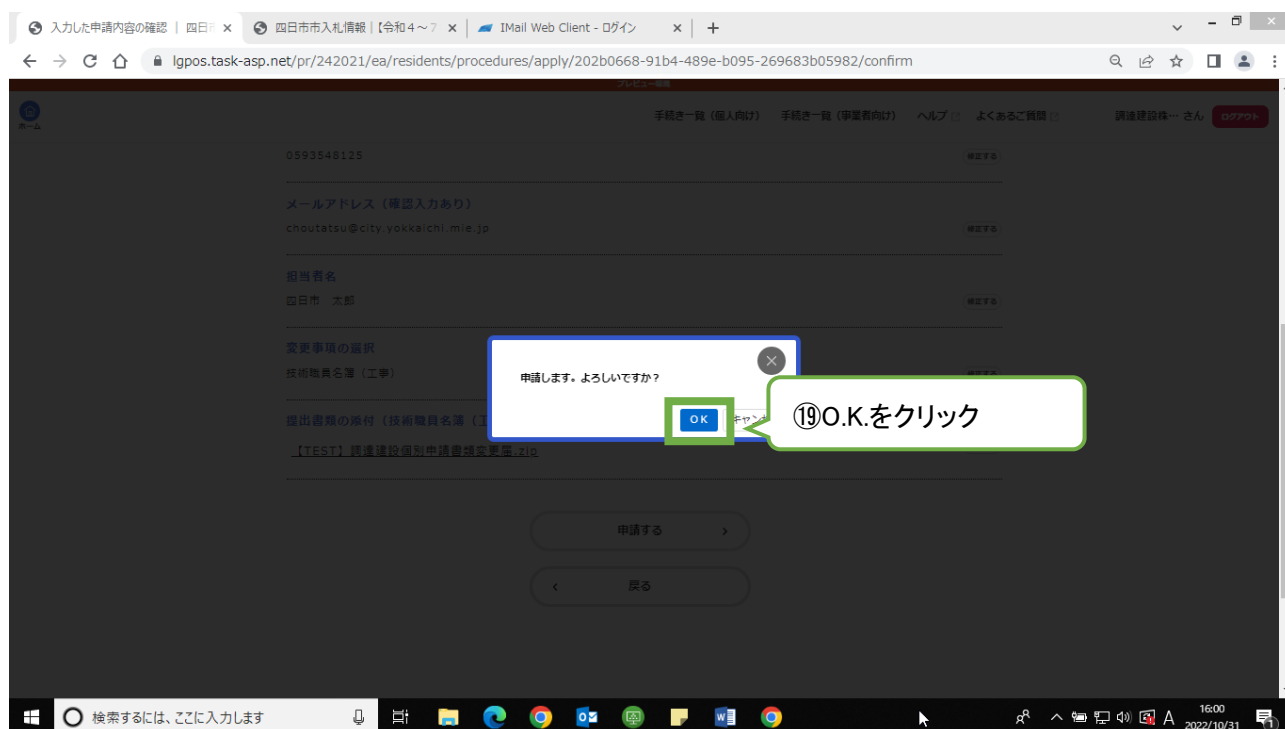 入力した申請内容の確認 | 四日
四日市市入札情報 |【令和４～７
IMail Web Client - ログイン
lgpos.task-asp.net/pr/242021/ea/residents/procedures/apply/202b0668-91b4-489e-b095-269683b05982/confirm
プレビュー画面
ホーム
手続き一覧（個人向け） 手続き一覧（事業者向け） ヘルプ よくあるご質問 調達建設株… さん ログアウト
0593548125
修正する
メールアドレス（確認入力あり）
choutatsu@city.yokkaichi.mie.jp
修正する
担当者名
四日市 太郎
修正する
変更事項の選択
技術職員名簿（工事）
修正する
申請します。よろしいですか？
OK
キャン
⑲O.K.をクリック
提出書類の添付（技術職員名簿（工
【TEST】調達建設個別申請書類変更届.zip
申請する
戻る
検索するには、ここに入力します
A
16:00
2022/10/31